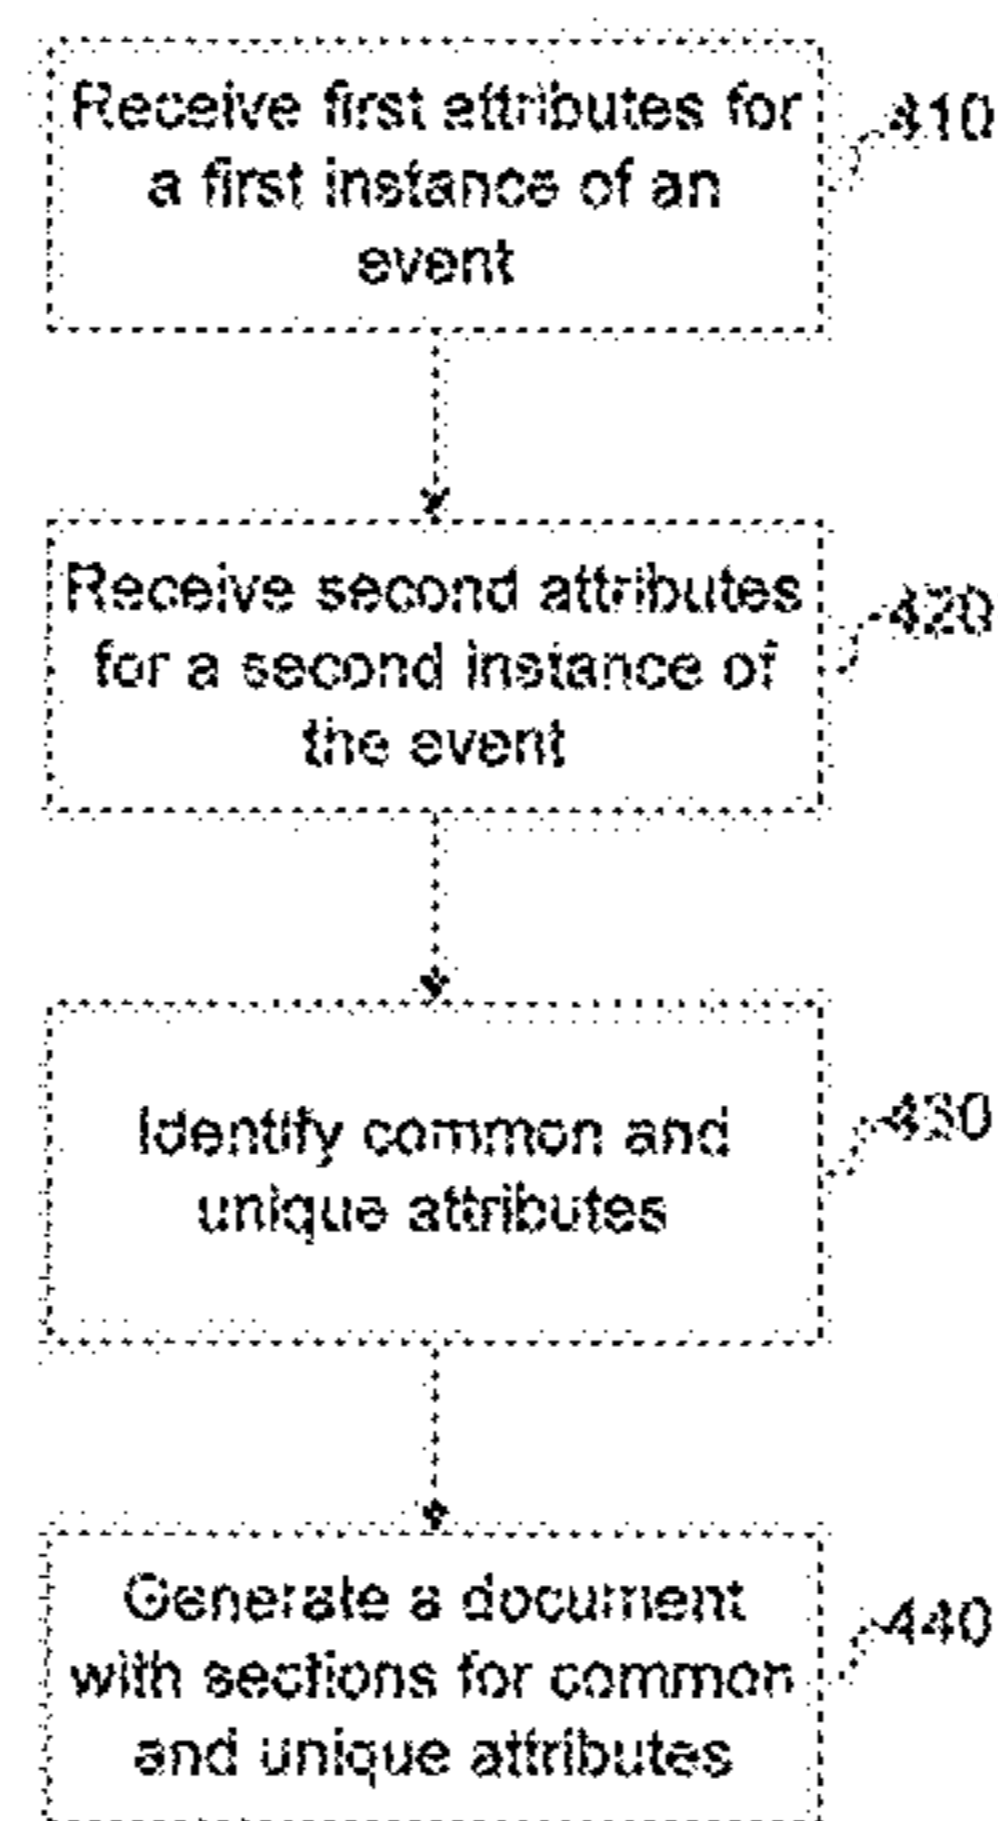 Receive first attributes for
a first instance of an
event
410
Receive second attributes
for a second instance of
the event
420
Identify common and
unique attributes
430
Generate a document
with sections for common
and unique attributes
440